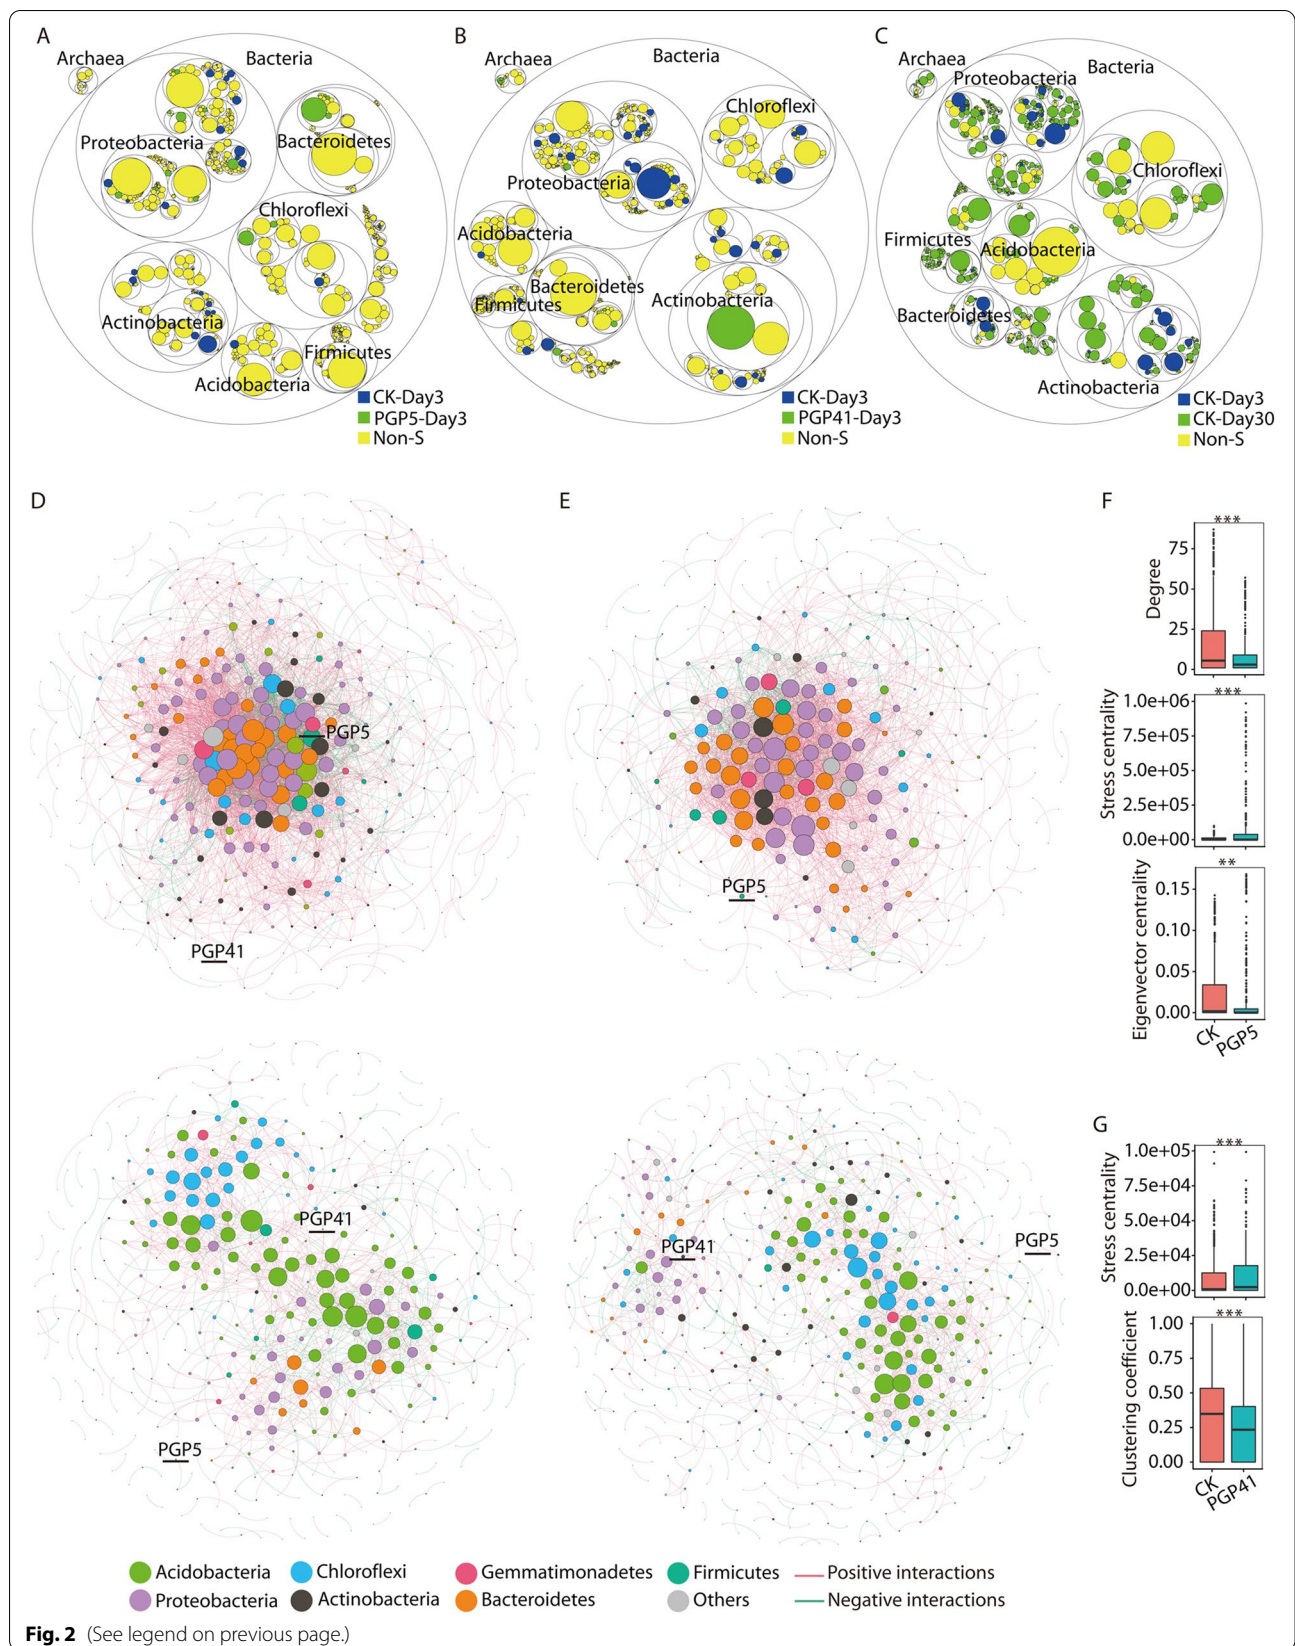 A
Archaea
Bacteria
Proteobacteria
Bacteroidetes
Chloroflexi
Actinobacteria
Firmicutes
Acidobacteria
CK-Day3
PGP5-Day3
Non-S
B
Archaea
Bacteria
Chloroflexi
Proteobacteria
Acidobacteria
Bacteroidetes
Firmicutes
Actinobacteria
CK-Day3
PGP41-Day3
Non-S
C
Archaea
Proteobacteria
Bacteria
Chloroflexi
Firmicutes
Acidobacteria
Bacteroidetes
Actinobacteria
CK-Day3
CK-Day30
Non-S
D
PGP5
PGP41
PGP41
PGP5
E
PGP5
PGP41
PGP5
F
***
Degree
75
50
25
0
***
Stress centrality
1.0e+06
7.5e+05
5.0e+05
2.5e+05
0.0e+00
**
Eigenvector centrality
0.15
0.10
0.05
0.00
CK
PGP5
G
***
Stress centrality
1.0e+05
7.5e+04
5.0e+04
2.5e+04
0.0e+00
***
Clustering coefficient
1.00
0.75
0.50
0.25
0.00
CK
PGP41
Acidobacteria
Chloroflexi
Gemmatimonadetes
Firmicutes
Positive interactions
Proteobacteria
Actinobacteria
Bacteroidetes
Others
Negative interactions
Fig. 2 (See legend on previous page.)